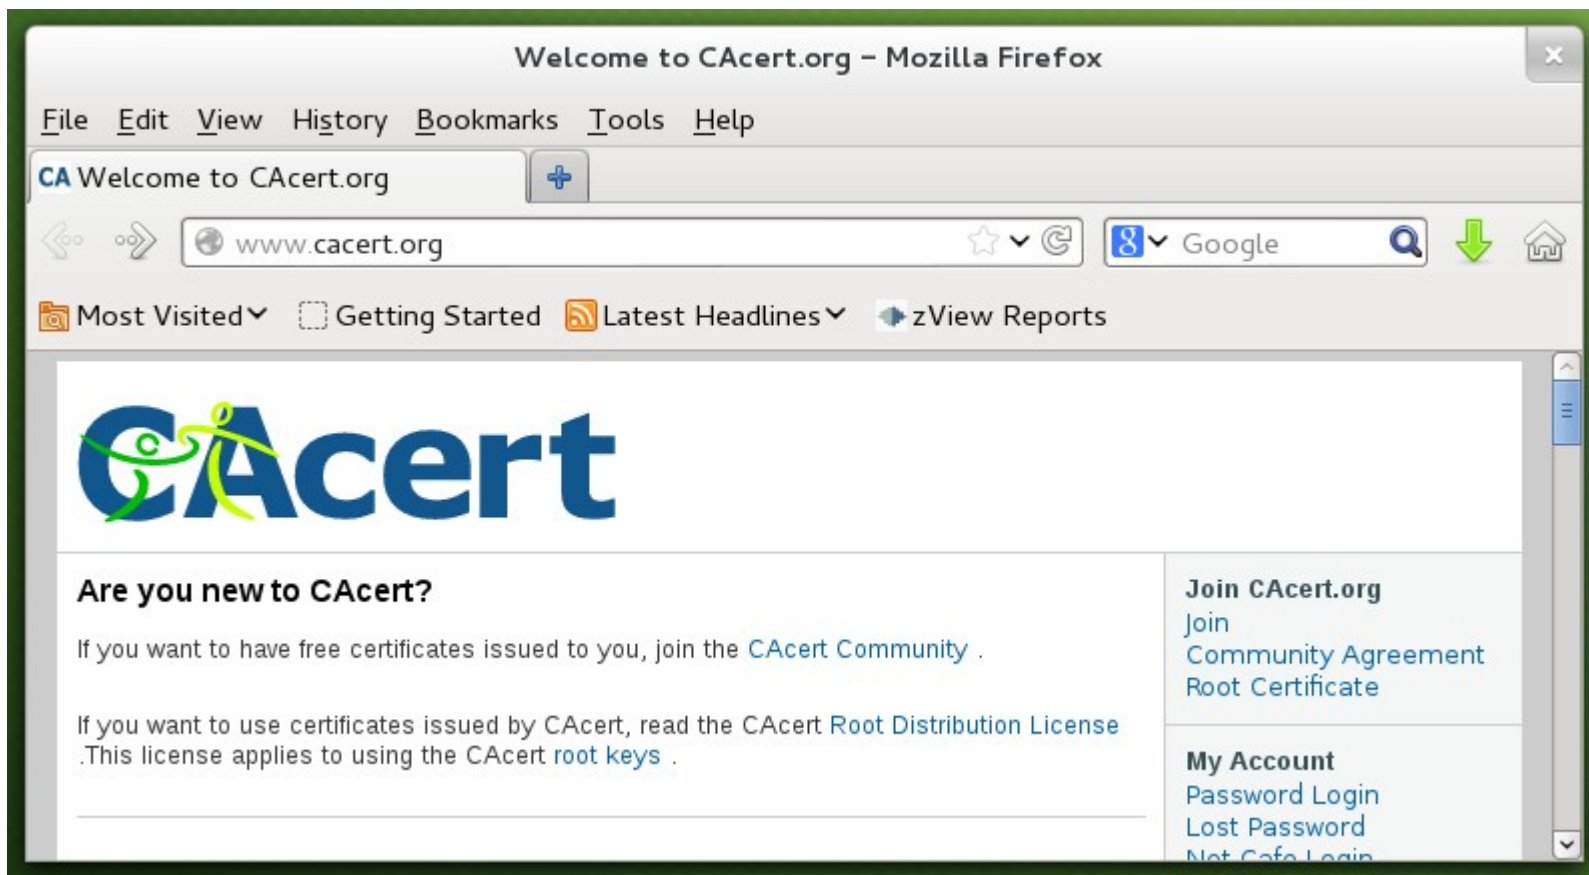 Welcome to CAcert.org – Mozilla Firefox
File Edit View History Bookmarks Tools Help
CA Welcome to CAcert.org
www.cacert.org
8 Google
Most Visited Getting Started Latest Headlines zView Reports
CAcert
Are you new to CAcert?
If you want to have free certificates issued to you, join the CAcert Community .
If you want to use certificates issued by CAcert, read the CAcert Root Distribution License
.This license applies to using the CAcert root keys .
Join CAcert.org
Join
Community Agreement
Root Certificate
My Account
Password Login
Lost Password
Net Cafe Login